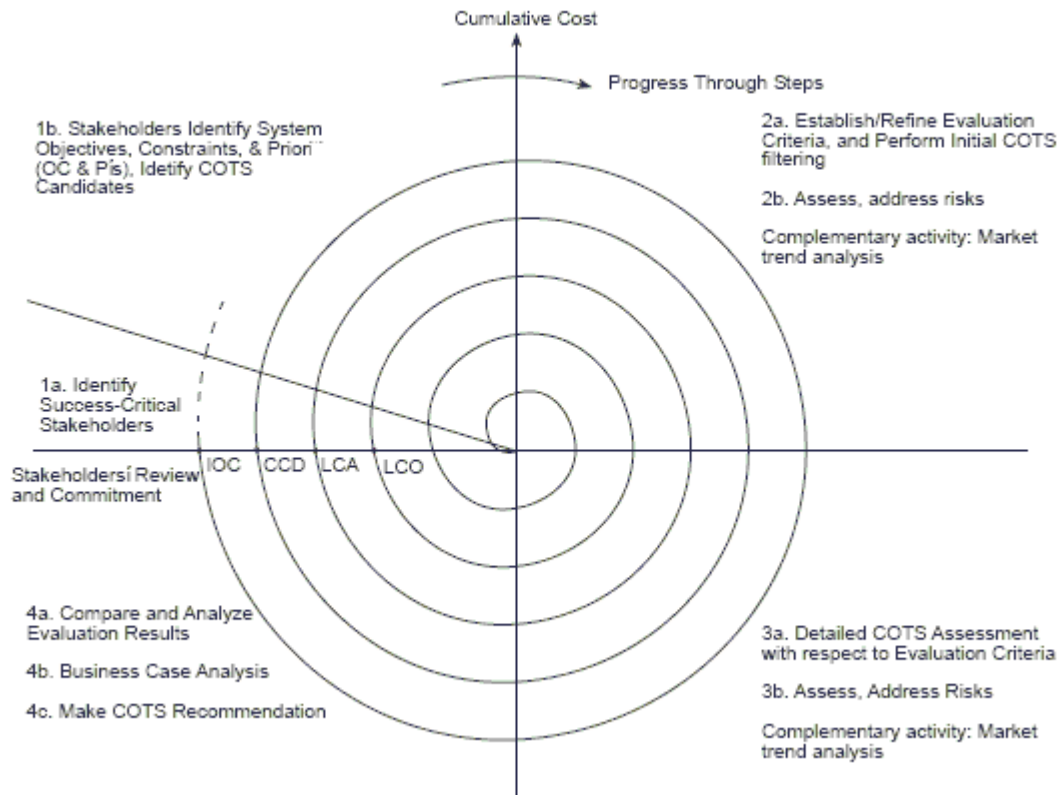 Cumulative Cost
Progress Through Steps
1b. Stakeholders Identify System
Objectives, Constraints, & Priori
(OC & Pís), Idetify COTS
Candidates
2a. Establish/Refine Evaluation
Criteria, and Perform Initial COTS
filtering
2b. Assess, address risks
Complementary activity: Market
trend analysis
1a. Identify
Success-Critical
Stakeholders
Stakeholdersí Review
and Commitment
IOC
CCD
LCA
LCO
4a. Compare and Analyze
Evaluation Results
4b. Business Case Analysis
4c. Make COTS Recommendation
3a. Detailed COTS Assessment
with respect to Evaluation Criteria
3b. Assess, Address Risks
Complementary activity: Market
trend analysis